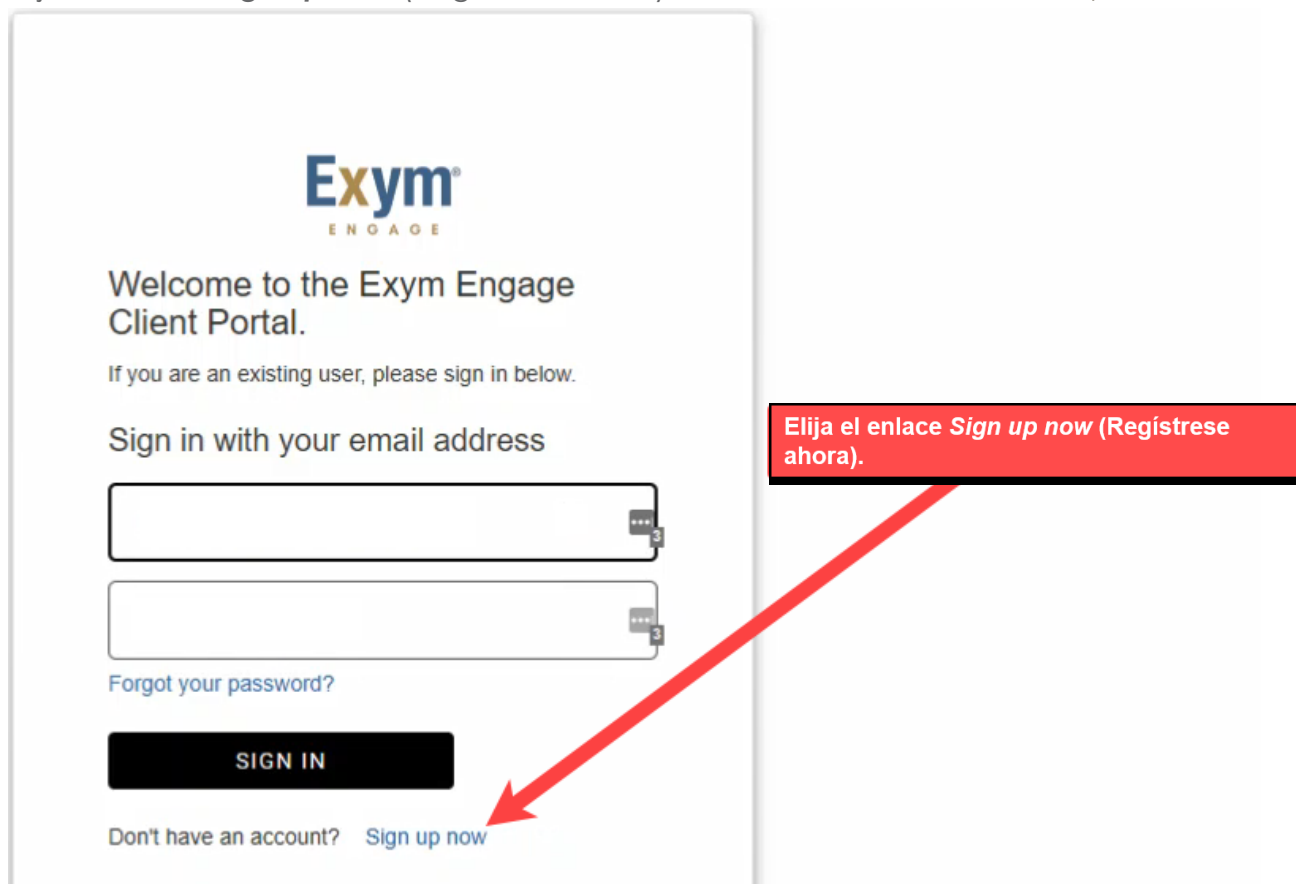 Exym®
ENGAGE
Welcome to the Exym Engage
Client Portal.
If you are an existing user, please sign in below.
Sign in with your email address
Elija el enlace Sign up now (Regístrese
ahora).
3
3
Forgot your password?
SIGN IN
Don't have an account? Sign up now